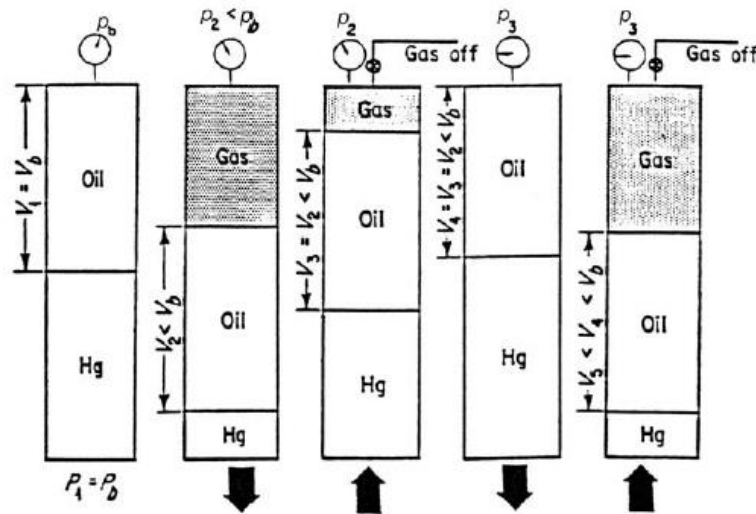 p_b
p_2 < p_b
p_2
Gas off
p_3
p_3
Gas off
V_1 = V_b
Oil
Hg
P_1 = P_b
Gas
V_2 < V_b
Oil
Hg
Gas
V_3 = V_2 < V_b
Oil
Hg
V_4 = V_3 = V_2 < V_b
Oil
Hg
Gas
V_5 < V_4 < V_b
Oil
Hg